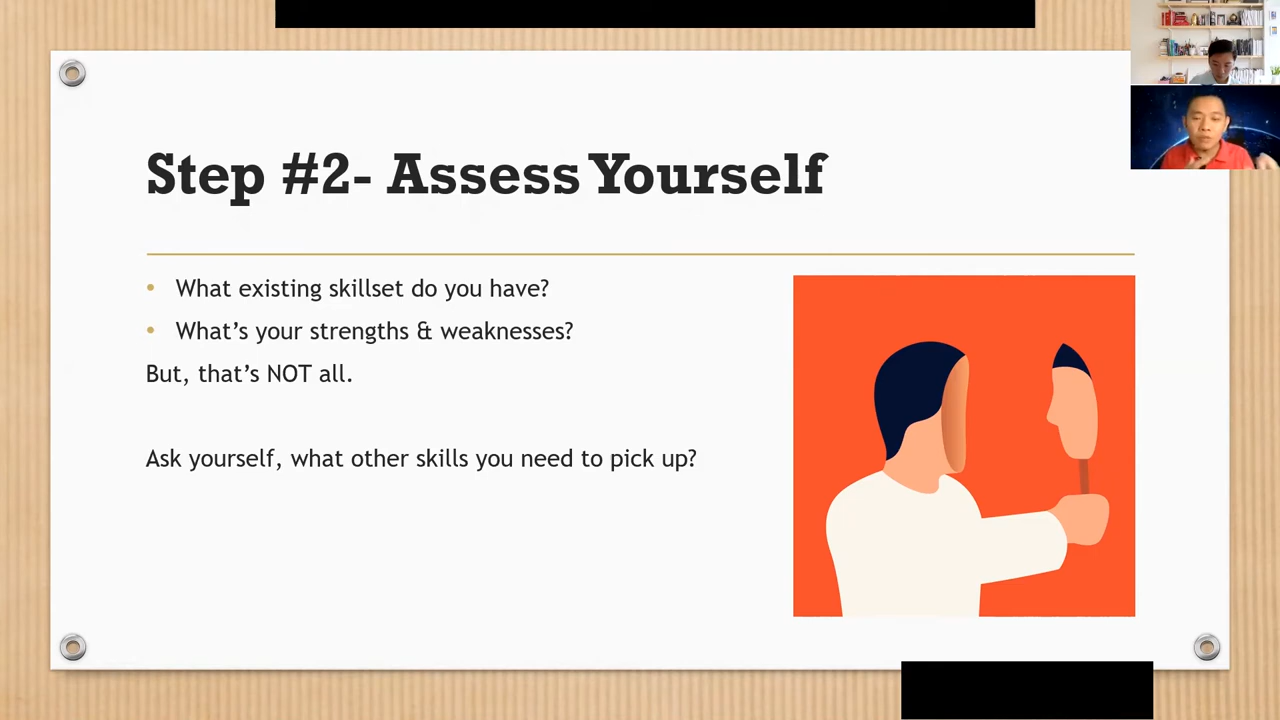 Step #2- Assess Yourself
• What existing skillset do you have?
• What's your strengths & weaknesses?
But, that's NOT all.
Ask yourself, what other skills you need to pick up?